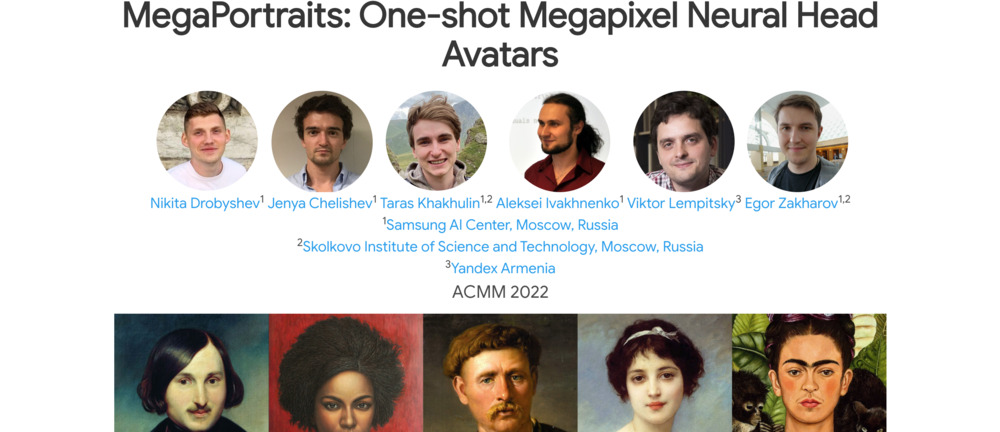 MegaPortraits: One-shot Megapixel Neural Head
Avatars
Nikita Drobyshev¹ Jenya Chelishev¹ Taras Khakhulin¹,² Aleksei Ivakhnenko¹ Viktor Lempitsky³ Egor Zakharov¹,²
¹Samsung AI Center, Moscow, Russia
²Skolkovo Institute of Science and Technology, Moscow, Russia
³Yandex Armenia
ACMM 2022